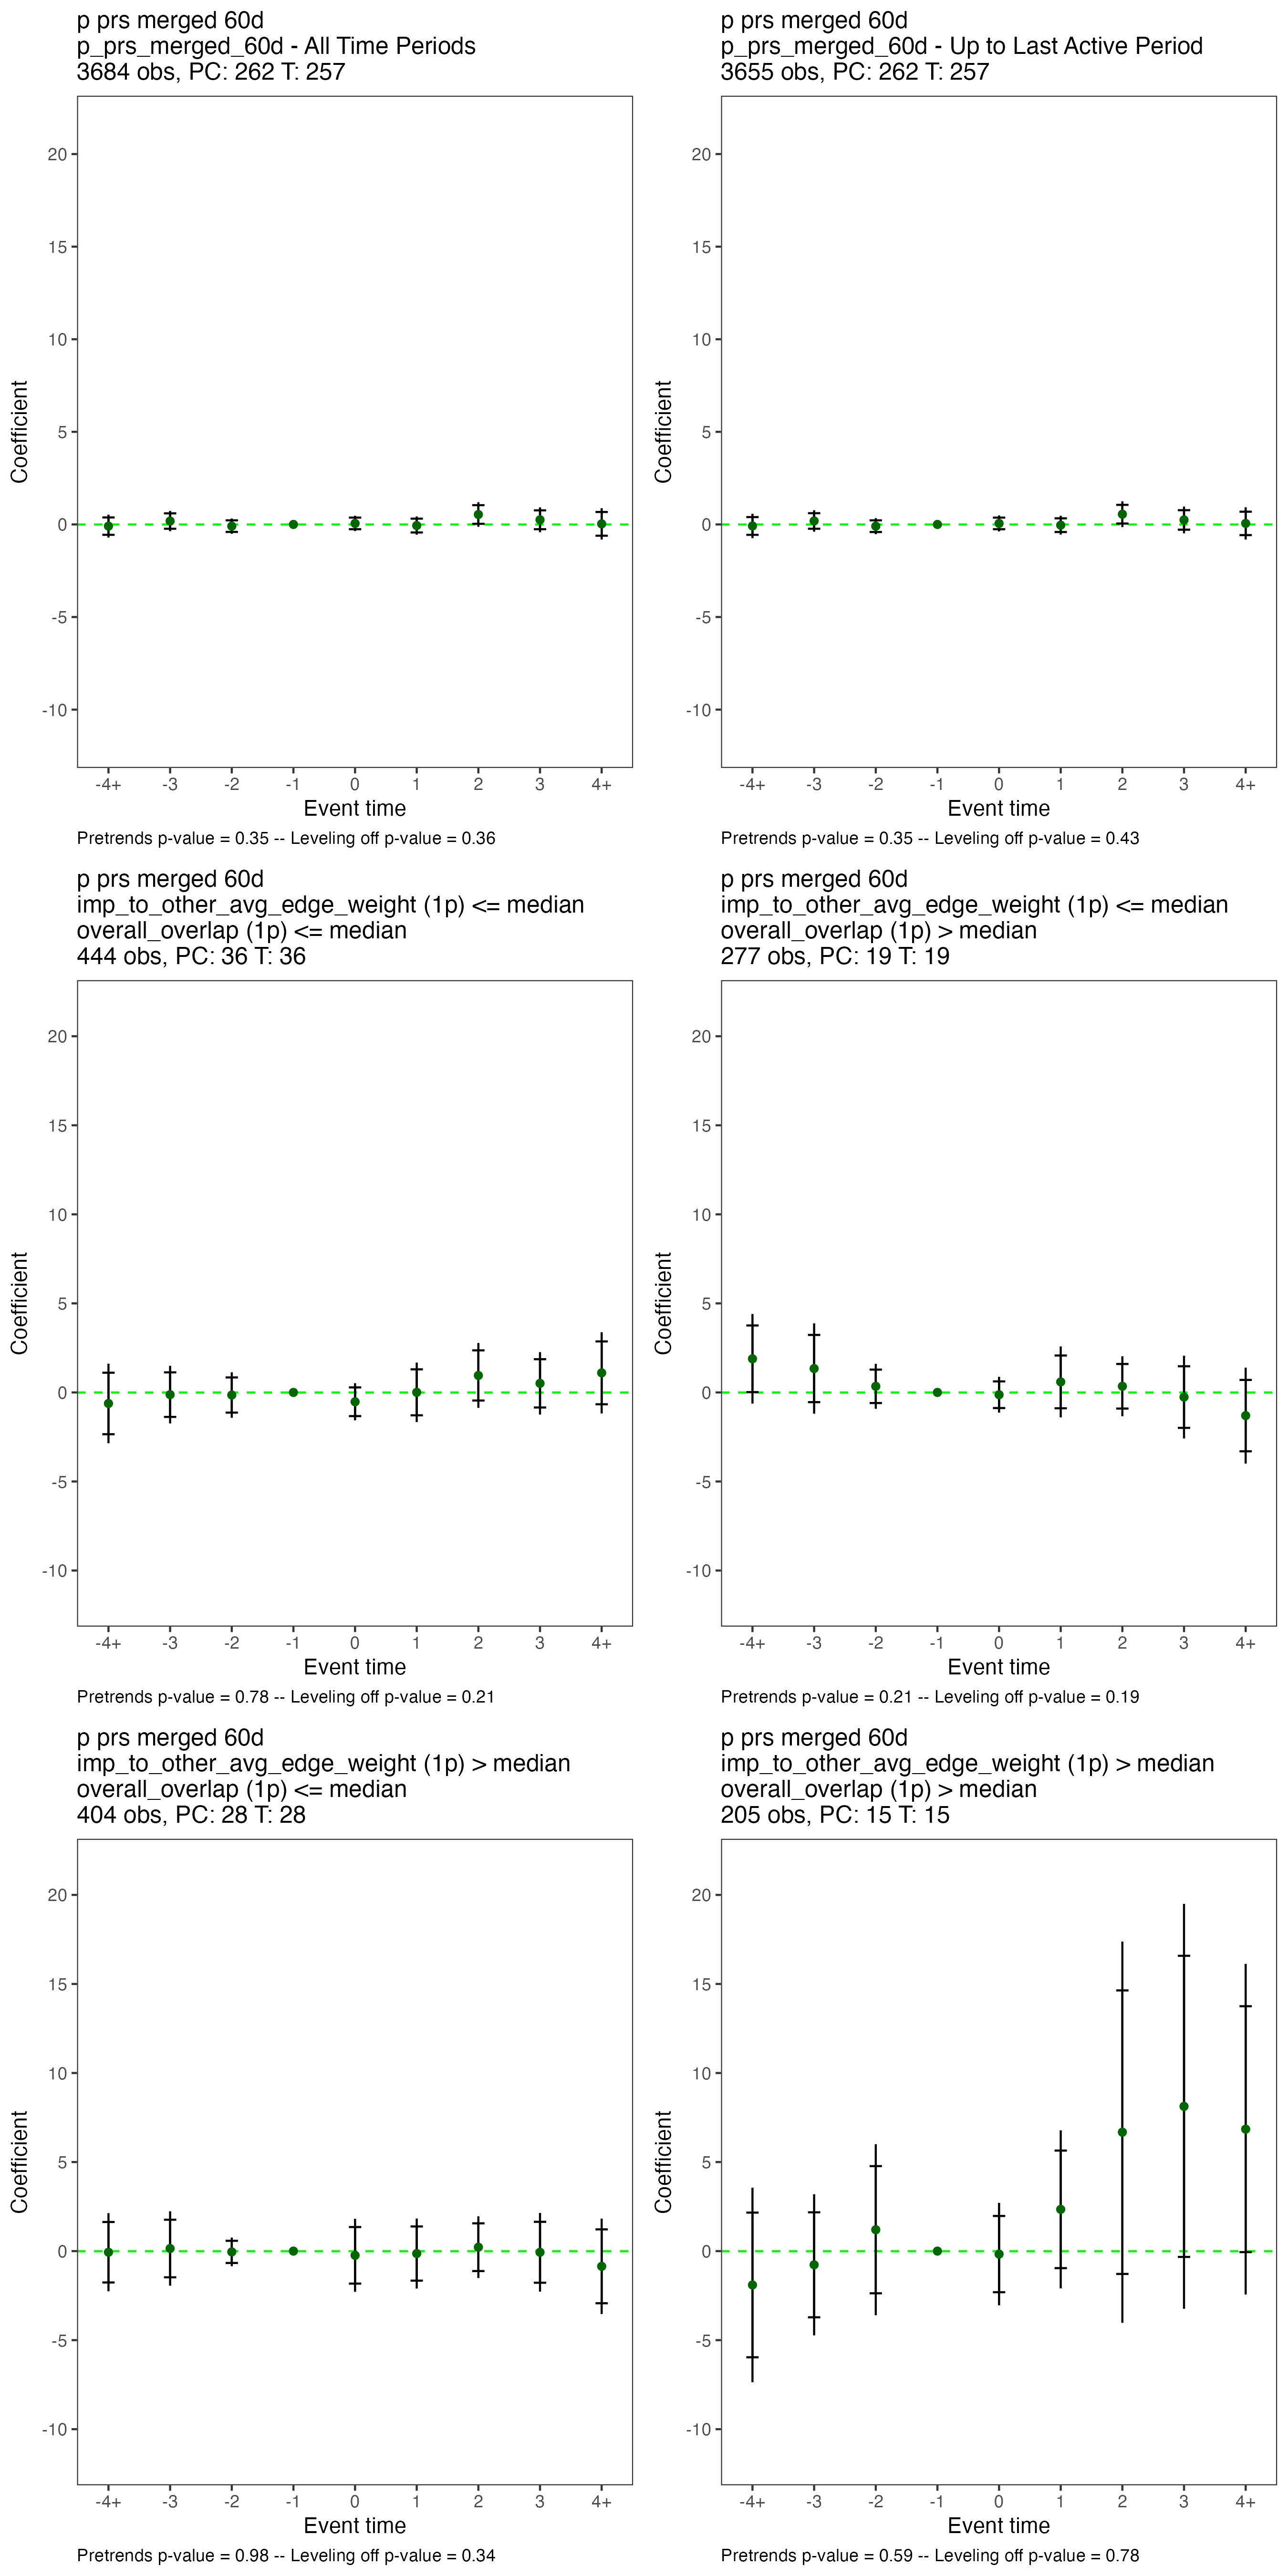 p prs merged 60d
p_prs_merged_60d - All Time Periods
3684 obs, PC: 262 T: 257
20
15
10
5
0
-5
-10
Coefficient
-4+ -3 -2 -1 0 1 2 3 4+
Event time
Pretrends p-value = 0.35 -- Leveling off p-value = 0.36
p prs merged 60d
p_prs_merged_60d - Up to Last Active Period
3655 obs, PC: 262 T: 257
20
15
10
5
0
-5
-10
Coefficient
-4+ -3 -2 -1 0 1 2 3 4+
Event time
Pretrends p-value = 0.35 -- Leveling off p-value = 0.43
p prs merged 60d
imp_to_other_avg_edge_weight (1p) <= median
overall_overlap (1p) <= median
444 obs, PC: 36 T: 36
20
15
10
5
0
-5
-10
Coefficient
-4+ -3 -2 -1 0 1 2 3 4+
Event time
Pretrends p-value = 0.78 -- Leveling off p-value = 0.21
p prs merged 60d
imp_to_other_avg_edge_weight (1p) <= median
overall_overlap (1p) > median
277 obs, PC: 19 T: 19
20
15
10
5
0
-5
-10
Coefficient
-4+ -3 -2 -1 0 1 2 3 4+
Event time
Pretrends p-value = 0.21 -- Leveling off p-value = 0.19
p prs merged 60d
imp_to_other_avg_edge_weight (1p) > median
overall_overlap (1p) <= median
404 obs, PC: 28 T: 28
20
15
10
5
0
-5
-10
Coefficient
-4+ -3 -2 -1 0 1 2 3 4+
Event time
Pretrends p-value = 0.98 -- Leveling off p-value = 0.34
p prs merged 60d
imp_to_other_avg_edge_weight (1p) > median
overall_overlap (1p) > median
205 obs, PC: 15 T: 15
20
15
10
5
0
-5
-10
Coefficient
-4+ -3 -2 -1 0 1 2 3 4+
Event time
Pretrends p-value = 0.59 -- Leveling off p-value = 0.78